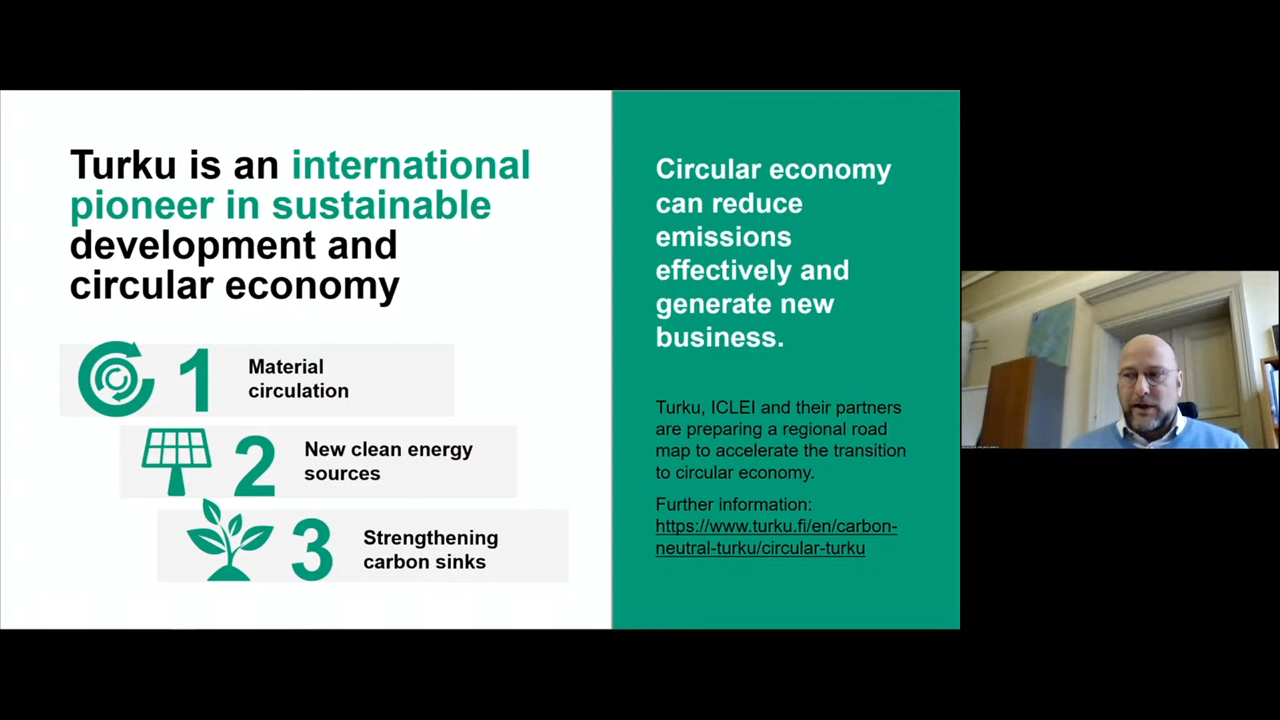 Turku is an international
pioneer in sustainable
development and
circular economy
1
Material
circulation
2
New clean energy
sources
3
Strengthening
carbon sinks
Circular economy
can reduce
emissions
effectively and
generate new
business.
Turku, ICLEI and their partners
are preparing a regional road
map to accelerate the transition
to circular economy.
Further information:
https://www.turku.fi/en/carbon-
neutral-turku/circular-turku